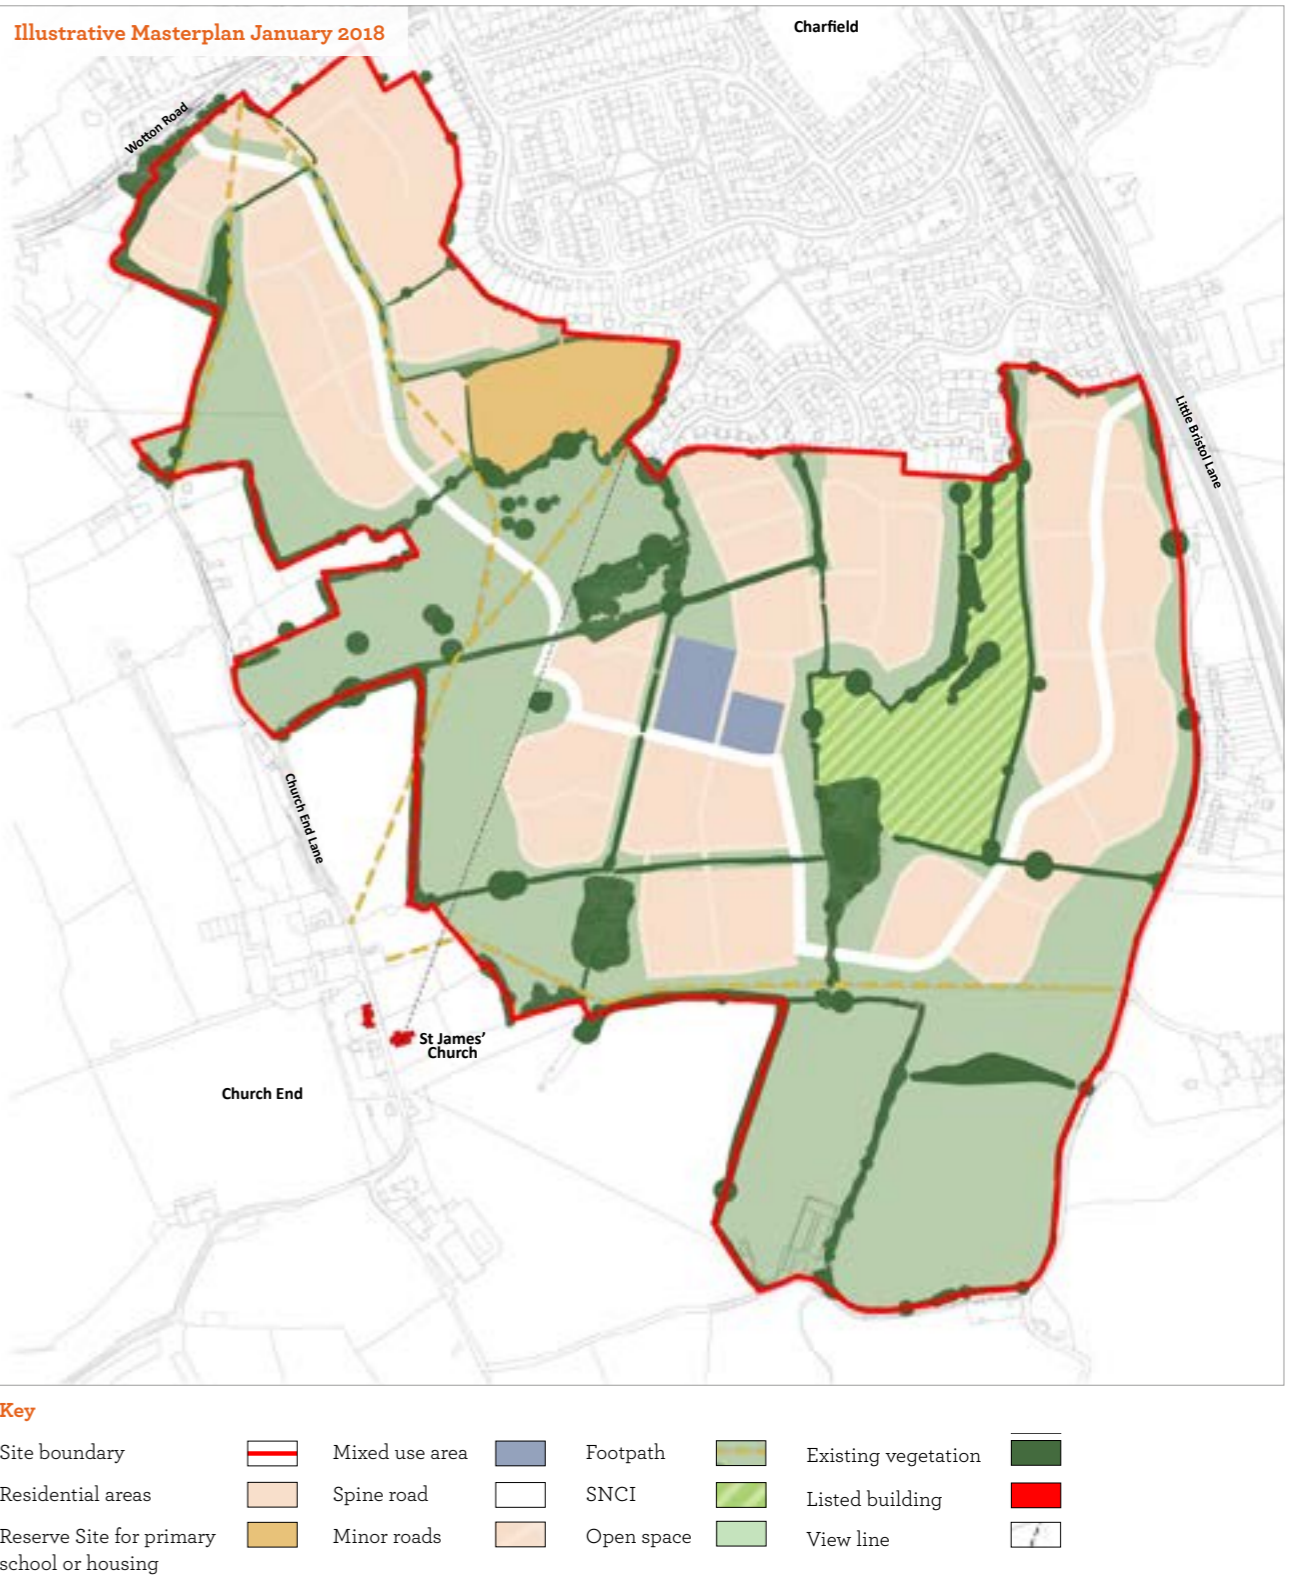 Illustrative Masterplan January 2018
Charfield
Wotton Road
Little Bristol Lane
Church End Lane
St James’
Church
Church End
Key
Site boundary
Mixed use area
Footpath
Existing vegetation
Residential areas
Spine road
SNCI
Listed building
Reserve Site for primary
school or housing
Minor roads
Open space
View line